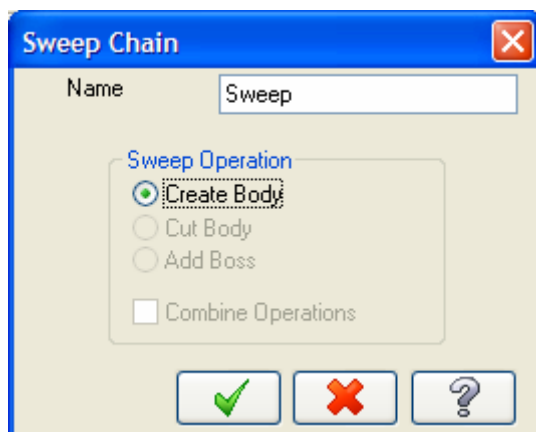 Sweep Chain
Name Sweep
Sweep Operation
Create Body
Cut Body
Add Boss
Combine Operations